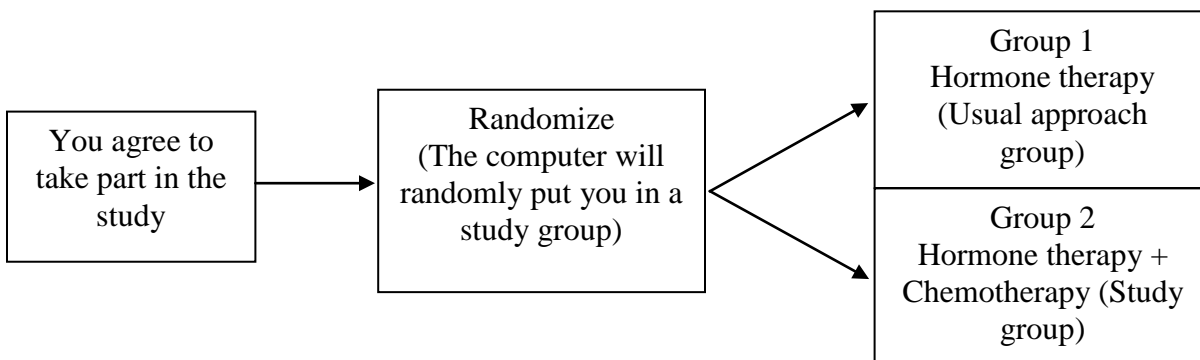 You agree to
take part in the
study
Randomize
(The computer will
randomly put you in a
study group)
Group 1
Hormone therapy
(Usual approach
group)
Group 2
Hormone therapy +
Chemotherapy (Study
group)